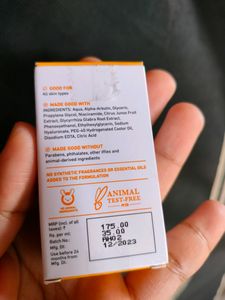 GOOD FOR
All skin types
MADE GOOD WITH
INGREDIENTS: Aqua, Alpha-Arbutin, Glycerin,
Propylene Glycol, Niacinamide, Citrus Junos Fruit
Extract, Glycyrrhiza Glabra Root Extract,
Phenoxyethanol, Ethylhexylglycerin, Sodium
Hyaluronate, PEG-40 Hydrogenated Castor Oil,
Disodium EDTA, Citric Acid
MADE GOOD WITHOUT
Parabens, phthalates, other
and
animal-derived ingredients
NO SYNTHETIC FRAGRANCES OR ESSENTIAL OILS
ADDED TO THE FORMULATION
ANIMAL
TEST-FREE
MRP (incl. of all
taxes) ₹
Rs. per ml.
Batch No.
Mfg. Dt.
Use before 24
months from
Mfg. Dt.
175.00
35.00
AH02
12/2023